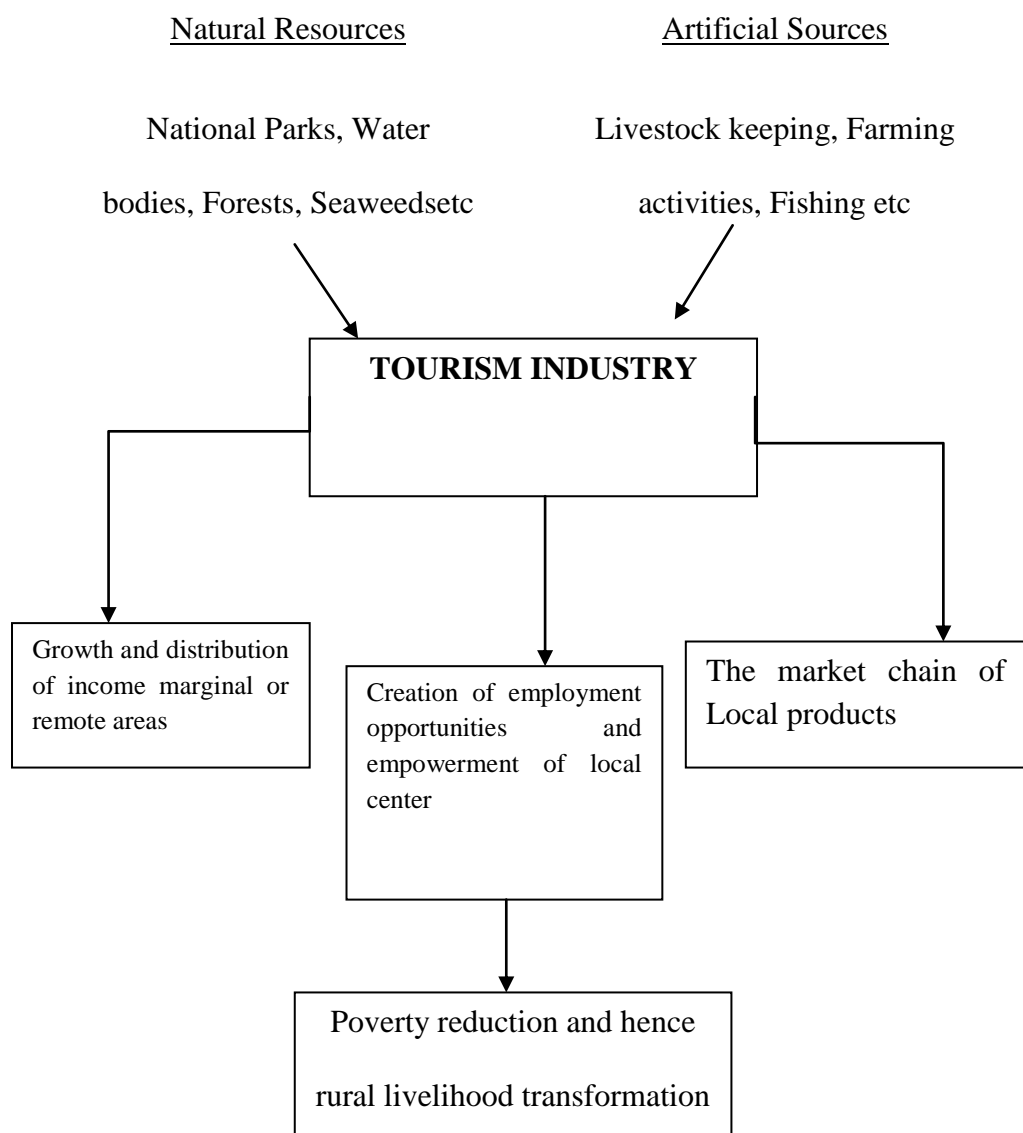 Natural Resources
Artificial Sources
National Parks, Water
bodies, Forests, Seaweedsetc
Livestock keeping, Farming
activities, Fishing etc
TOURISM INDUSTRY
Growth and distribution
of income marginal or
remote areas
Creation of employment
opportunities and
empowerment of local
center
The market chain of
Local products
Poverty reduction and hence
rural livelihood transformation